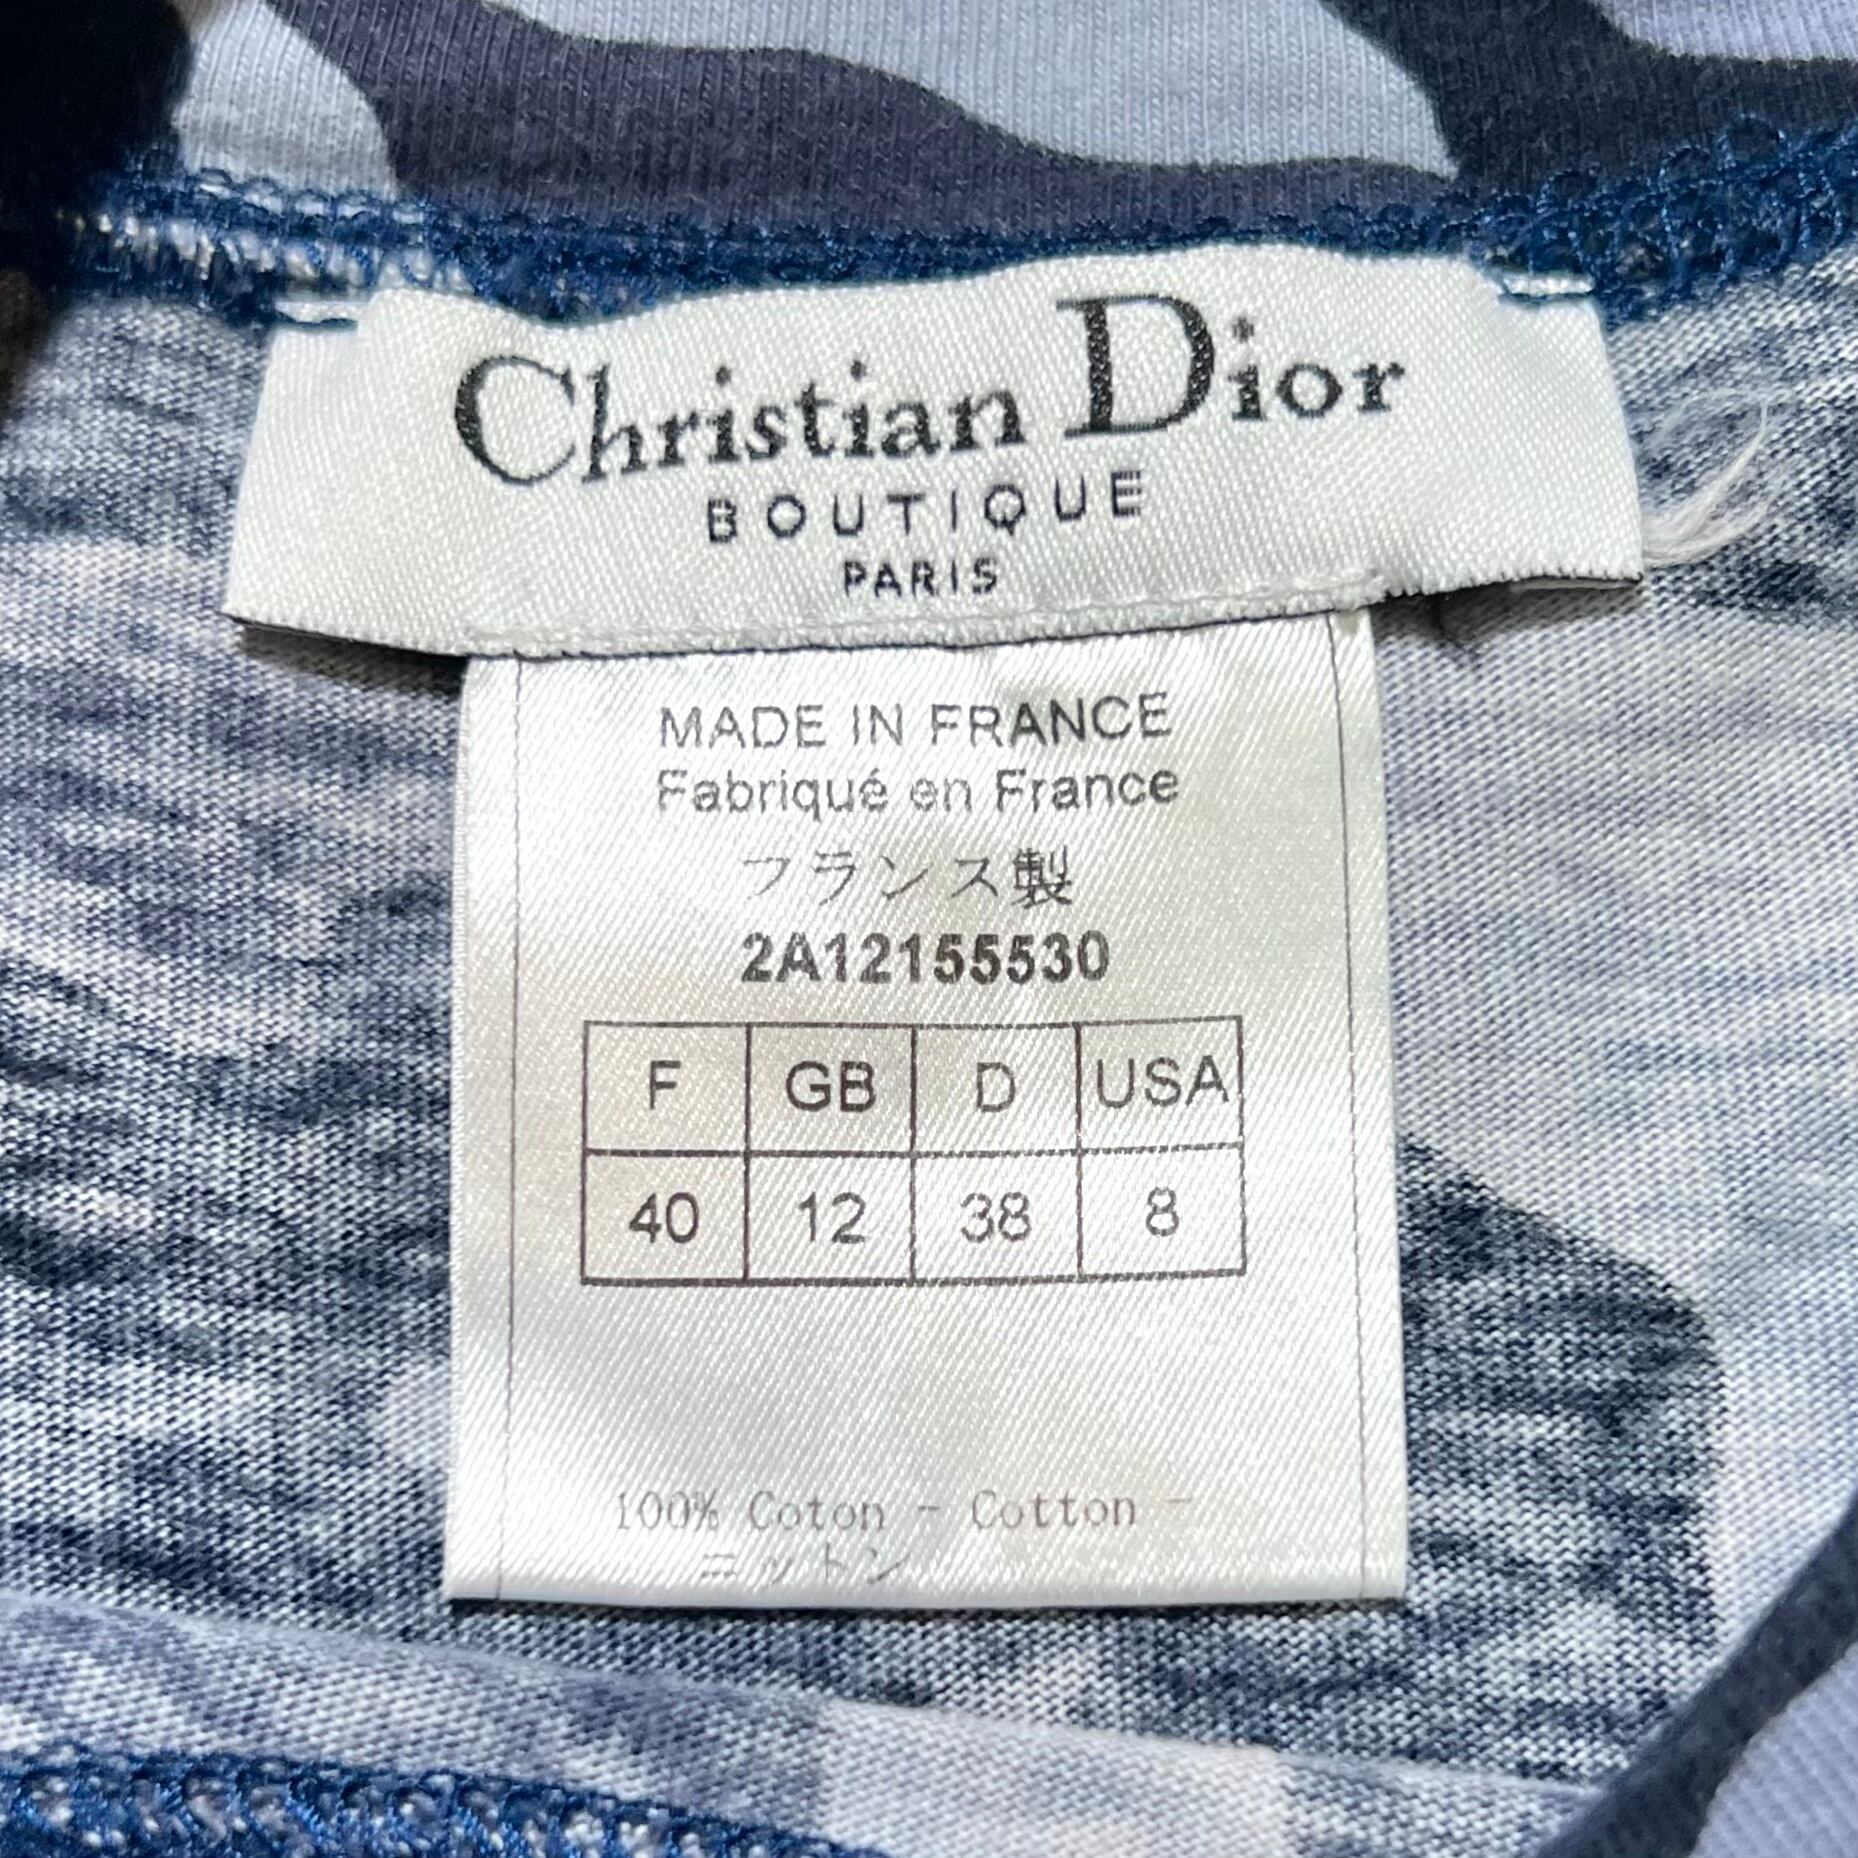 Christian Dior
BOUTIQUE
PARIS
MADE IN FRANCE
Fabriqué en France
フランス製
2A12155530
F GB D USA
40 12 38 8
100% Coton - Cotton -
ニットン